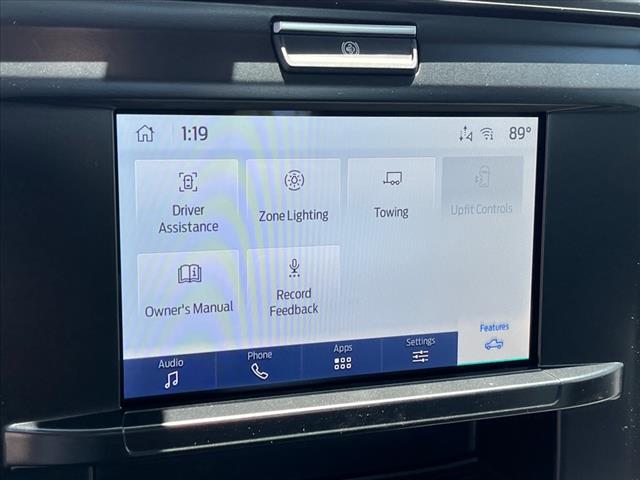 1:19 89°
Driver
Assistance
Zone Lighting
Towing
Upfit Controls
Owner's Manual
Record
Feedback
Audio
Phone
Apps
Settings
Features